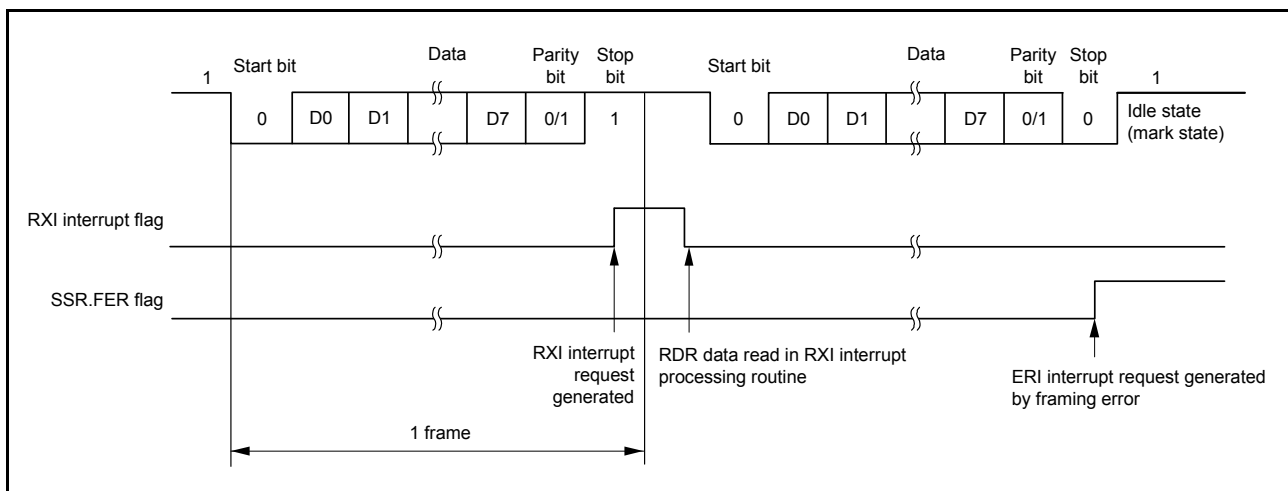 1
Start bit
Data
Parity
bit
Stop
bit
Start bit
Data
Parity
bit
Stop
bit
1
0
D0
D1
D7
0/1
1
0
D0
D1
D7
0/1
0
Idle state
(mark state)
RXI interrupt flag
SSR.FER flag
RXI interrupt
request
generated
RDR data read in RXI interrupt
processing routine
ERI interrupt request generated
by framing error
1 frame